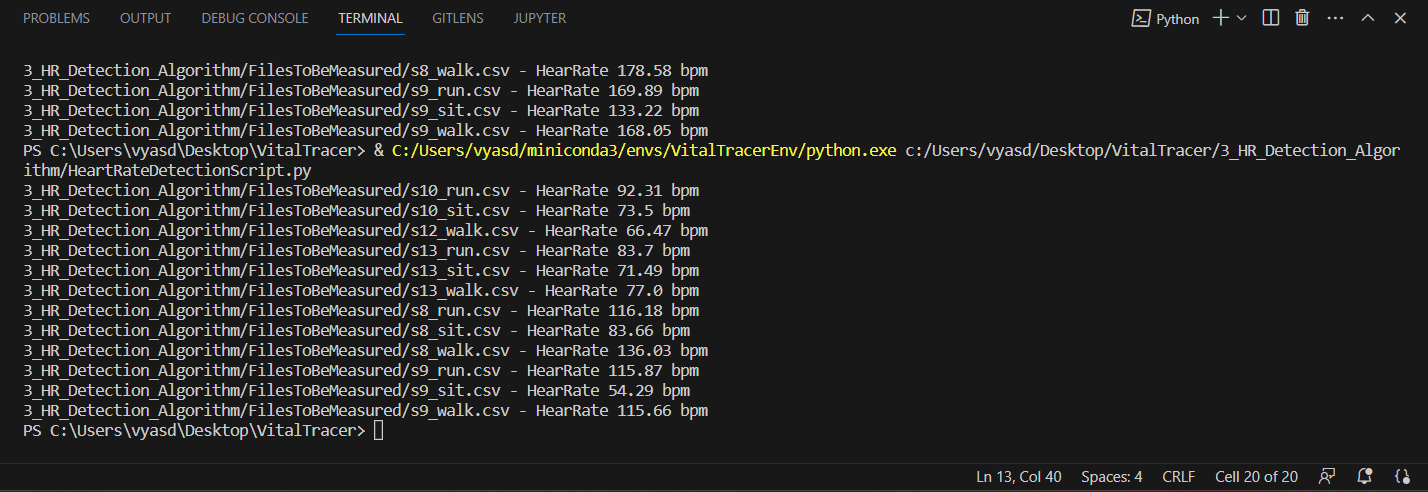 PROBLEMS OUTPUT DEBUG CONSOLE TERMINAL GITLENS JUPYTER Python
3_HR_Detection_Algorithm/FilesToBeMeasured/s8_walk.csv - HearRate 178.58 bpm
3_HR_Detection_Algorithm/FilesToBeMeasured/s9_run.csv - HearRate 169.89 bpm
3_HR_Detection_Algorithm/FilesToBeMeasured/s9_sit.csv - HearRate 133.22 bpm
3_HR_Detection_Algorithm/FilesToBeMeasured/s9_walk.csv - HearRate 168.05 bpm
PS C:\Users\vyasd\Desktop\VitalTracer> & C:/Users/vyasd/miniconda3/envs/VitalTracerEnv/python.exe c:/Users/vyasd/Desktop/VitalTracer/3_HR_Detection_Algor
ithm/HeartRateDetectionScript.py
3_HR_Detection_Algorithm/FilesToBeMeasured/s10_run.csv - HearRate 92.31 bpm
3_HR_Detection_Algorithm/FilesToBeMeasured/s10_sit.csv - HearRate 73.5 bpm
3_HR_Detection_Algorithm/FilesToBeMeasured/s12_walk.csv - HearRate 66.47 bpm
3_HR_Detection_Algorithm/FilesToBeMeasured/s13_run.csv - HearRate 83.7 bpm
3_HR_Detection_Algorithm/FilesToBeMeasured/s13_sit.csv - HearRate 71.49 bpm
3_HR_Detection_Algorithm/FilesToBeMeasured/s13_walk.csv - HearRate 77.0 bpm
3_HR_Detection_Algorithm/FilesToBeMeasured/s8_run.csv - HearRate 116.18 bpm
3_HR_Detection_Algorithm/FilesToBeMeasured/s8_sit.csv - HearRate 83.66 bpm
3_HR_Detection_Algorithm/FilesToBeMeasured/s8_walk.csv - HearRate 136.03 bpm
3_HR_Detection_Algorithm/FilesToBeMeasured/s9_run.csv - HearRate 115.87 bpm
3_HR_Detection_Algorithm/FilesToBeMeasured/s9_sit.csv - HearRate 54.29 bpm
3_HR_Detection_Algorithm/FilesToBeMeasured/s9_walk.csv - HearRate 115.66 bpm
PS C:\Users\vyasd\Desktop\VitalTracer>
Ln 13, Col 40 Spaces: 4 CRLF Cell 20 of 20